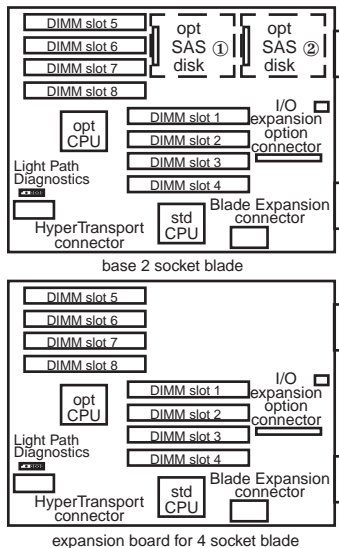 DIMM slot 5
DIMM slot 6
DIMM slot 7
DIMM slot 8
opt
SAS ①
disk
opt
SAS ②
disk
opt
CPU
DIMM slot 1
DIMM slot 2
DIMM slot 3
DIMM slot 4
I/O
expansion
option
connector
Light Path
Diagnostics
HyperTransport
connector
std
CPU
Blade Expansion
connector
base 2 socket blade
DIMM slot 5
DIMM slot 6
DIMM slot 7
DIMM slot 8
opt
CPU
DIMM slot 1
DIMM slot 2
DIMM slot 3
DIMM slot 4
I/O
expansion
option
connector
Light Path
Diagnostics
HyperTransport
connector
std
CPU
Blade Expansion
connector
expansion board for 4 socket blade